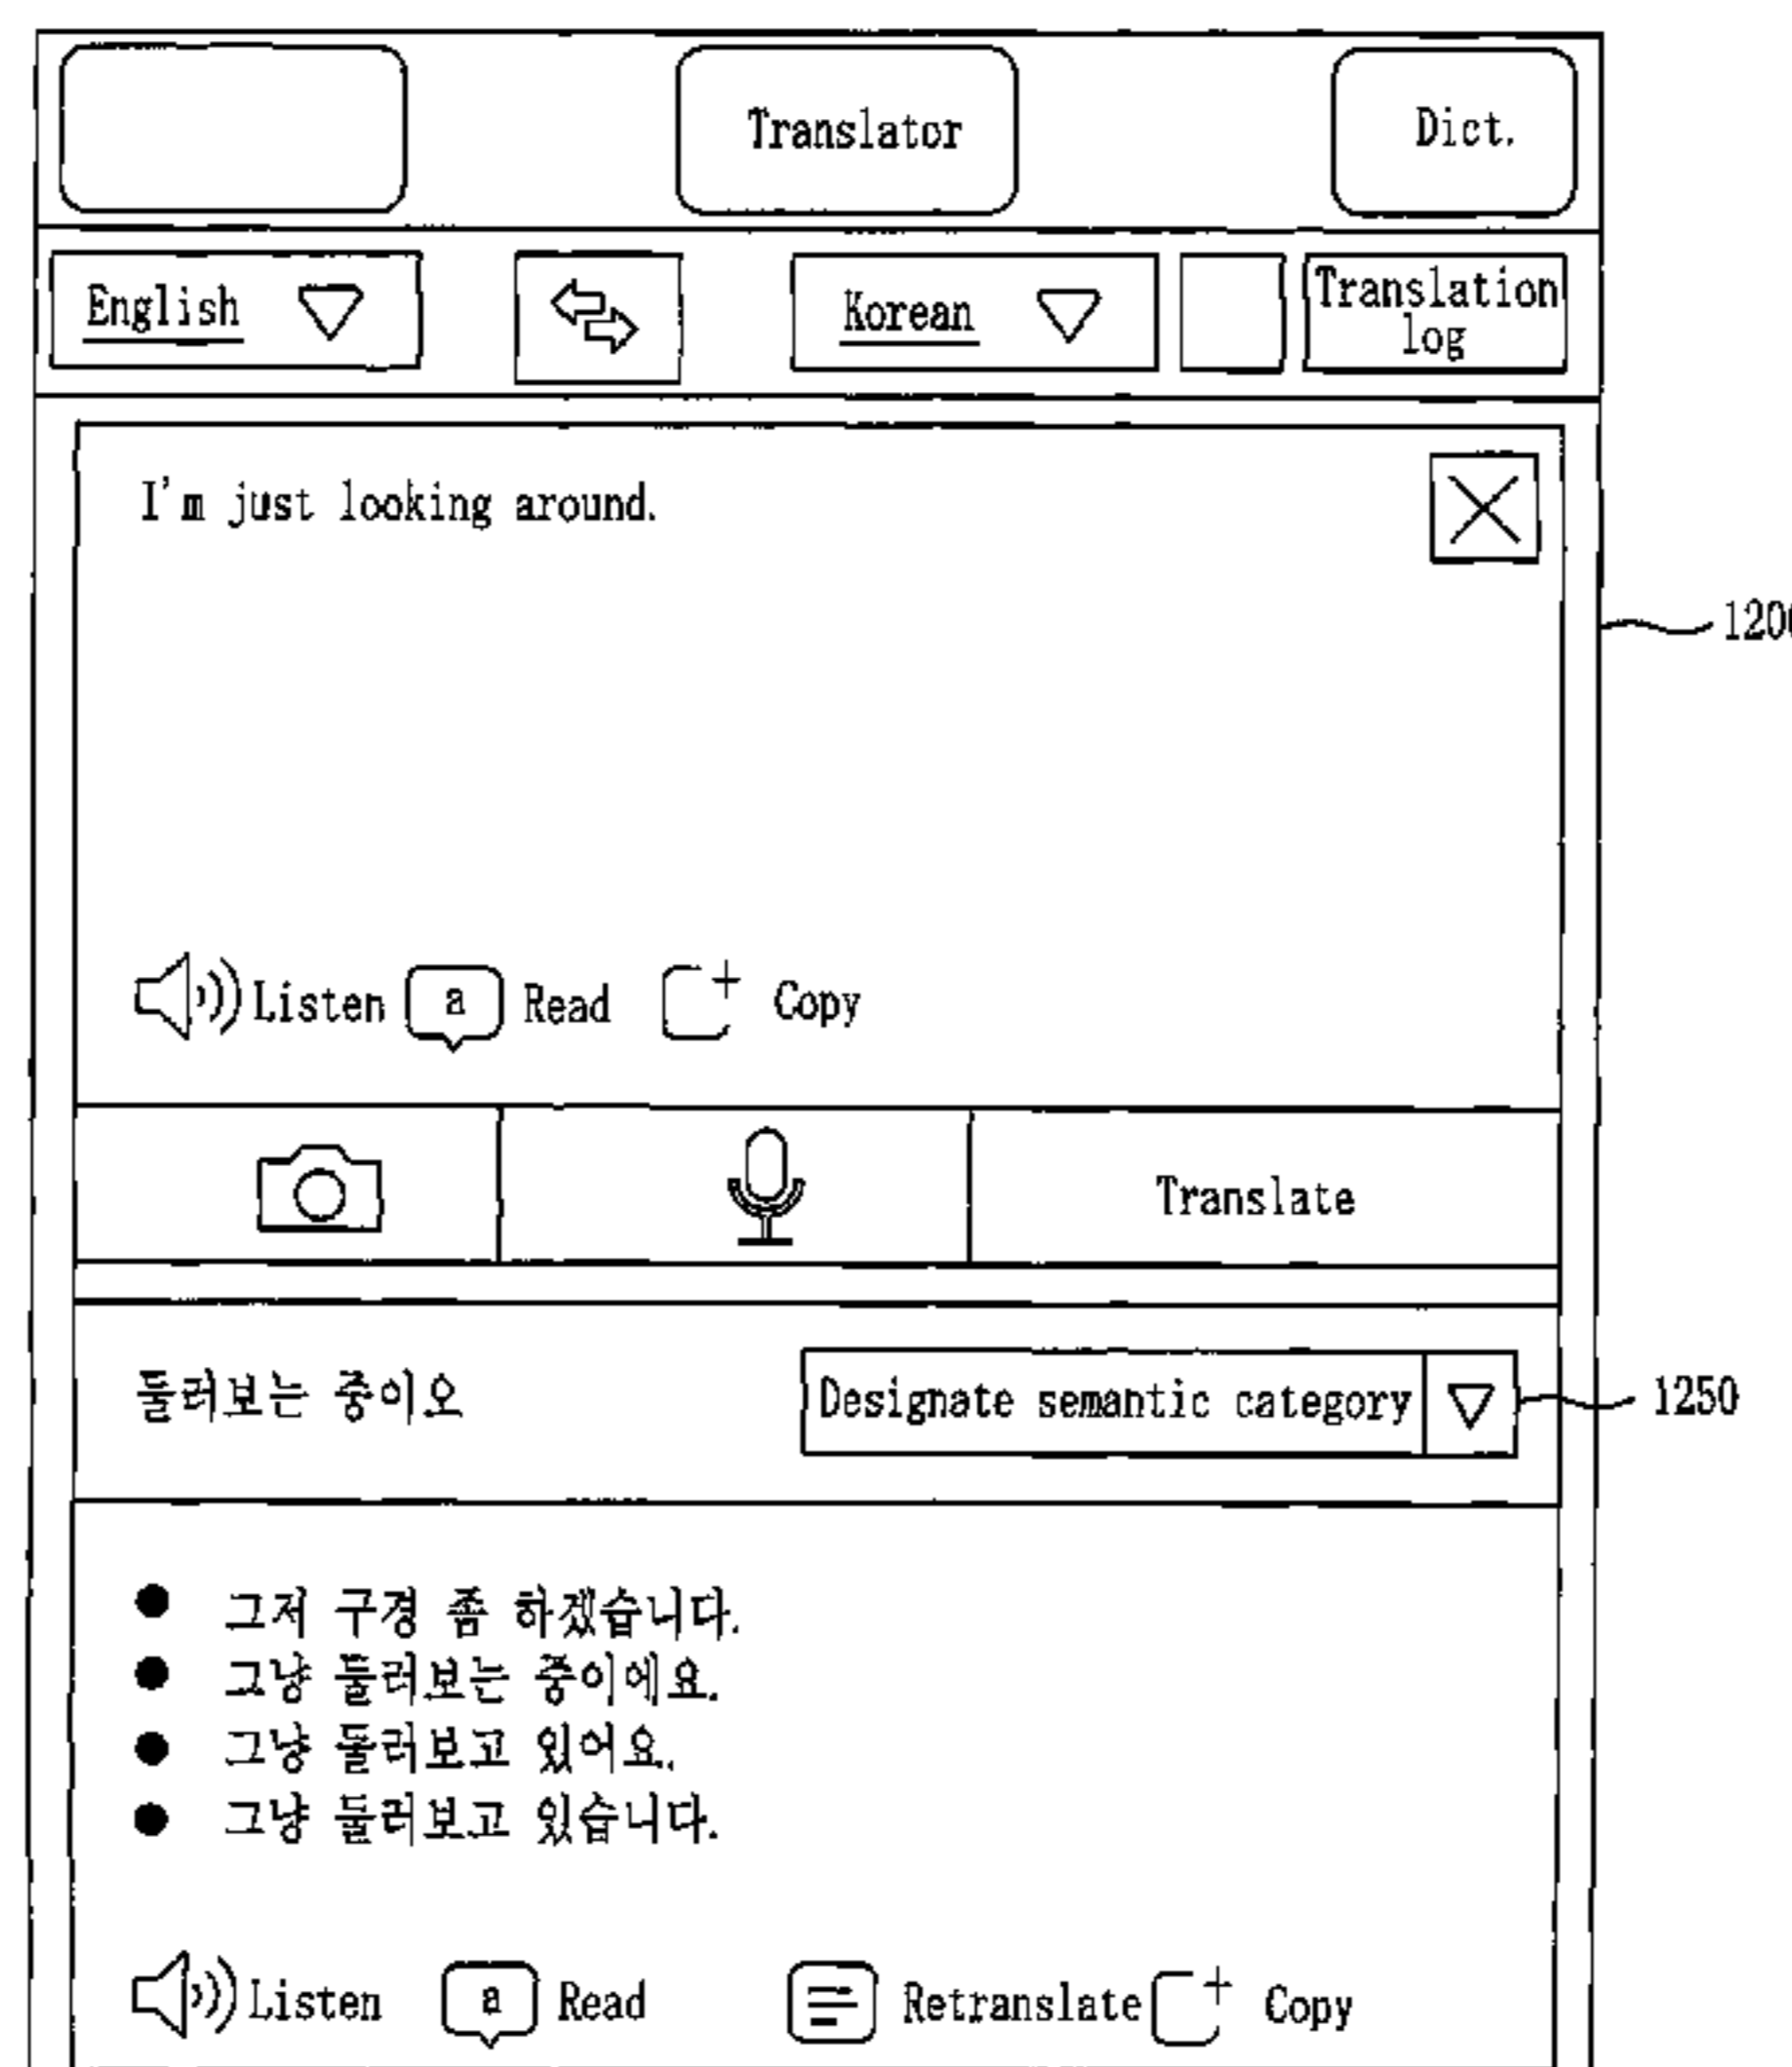 Translator
Dict.
English
Korean
Translation
log
I'm just looking around.
Listen
a
Read
Copy
Translate
둘러보는 중이오
Designate semantic category
1250
그저 구경 좀 하겠습니다.
그냥 둘러보는 중이에요.
그냥 둘러보고 있어요.
그냥 둘러보고 있습니다.
Listen
a
Read
Retranslate
Copy